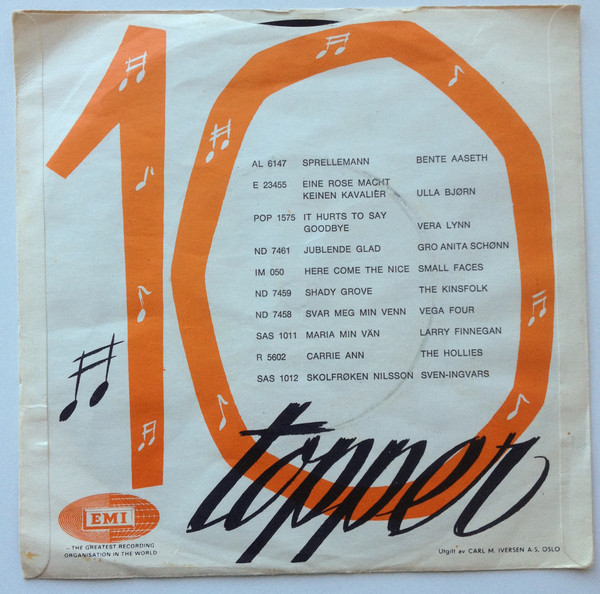 10
AL 6147 SPRELLEMANN BENTE AASETH
E 23455 EINE ROSE MACHT
KEINEN KAVALIÈR ULLA BJØRN
POP 1575 IT HURTS TO SAY
GOODBYE VERA LYNN
ND 7461 JUBLENDE GLAD GRO ANITA SCHØNN
IM 050 HERE COME THE NICE SMALL FACES
ND 7459 SHADY GROVE THE KINSFOLK
ND 7458 SVAR MEG MIN VENN VEGA FOUR
SAS 1011 MARIA MIN VÄN LARRY FINNEGAN
R 5602 CARRIE ANN THE HOLLIES
SAS 1012 SKOLFRØKEN NILSSON SVEN-INGVARS
topper
EMI
– THE GREATEST RECORDING
ORGANISATION IN THE WORLD
Utgitt av CARL M. IVERSEN A.S, OSLO